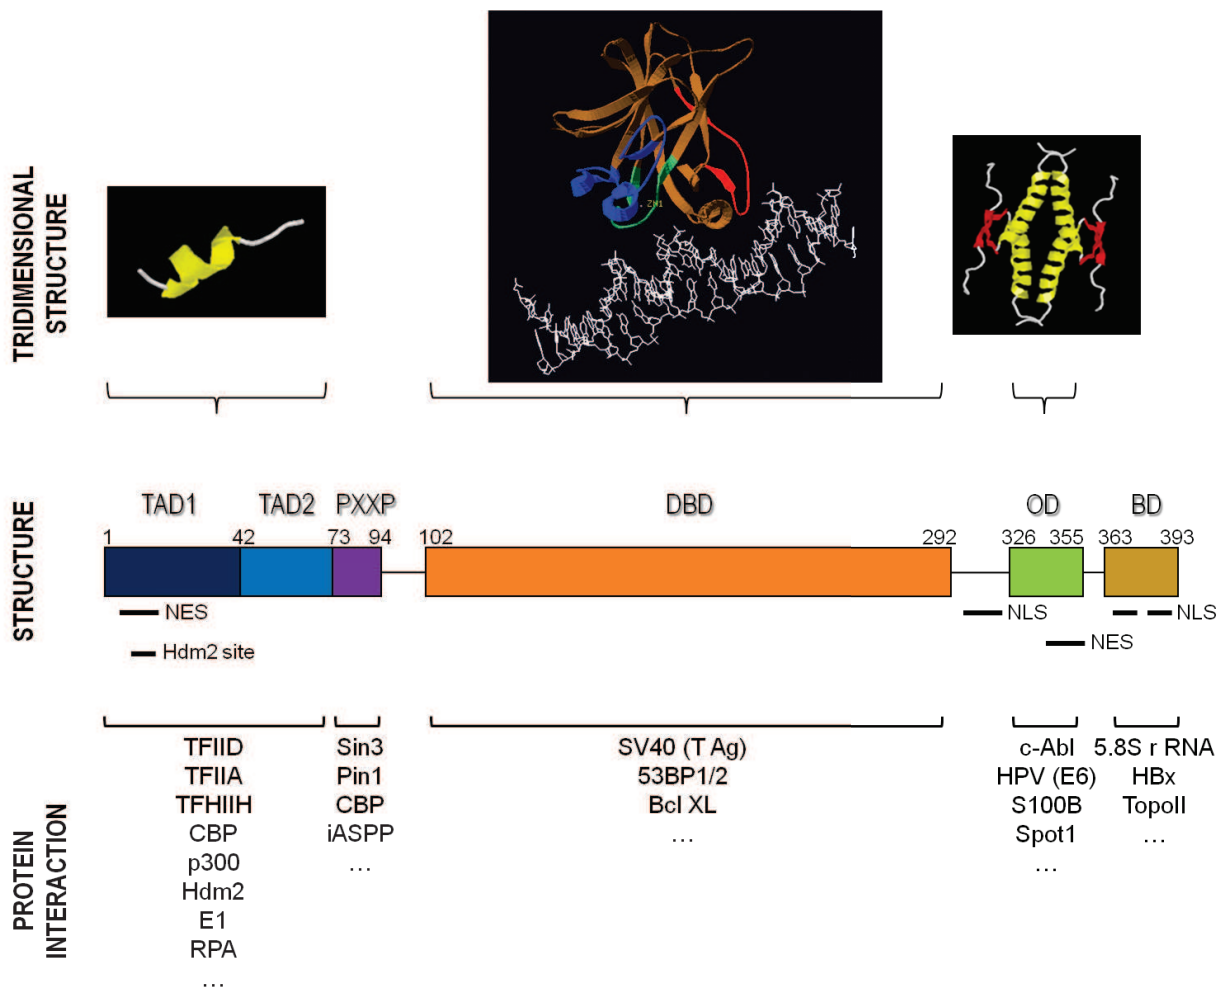 TRIDIMENSIONAL
STRUCTURE
ZN1
STRUCTURE
TAD1 TAD2 PXXP DBD OD BD
1 42 73 94 102 292 326 355 363 393
NES NLS NLS
Hdm2 site NES
PROTEIN
INTERACTION
TFIID
TFIIA
TFHIIH
CBP
p300
Hdm2
E1
RPA
…
Sin3
Pin1
CBP
iASPP
…
SV40 (T Ag)
53BP1/2
Bcl XL
…
c-Abl
HPV (E6)
S100B
Spot1
…
5.8S r RNA
HBx
TopoII
…